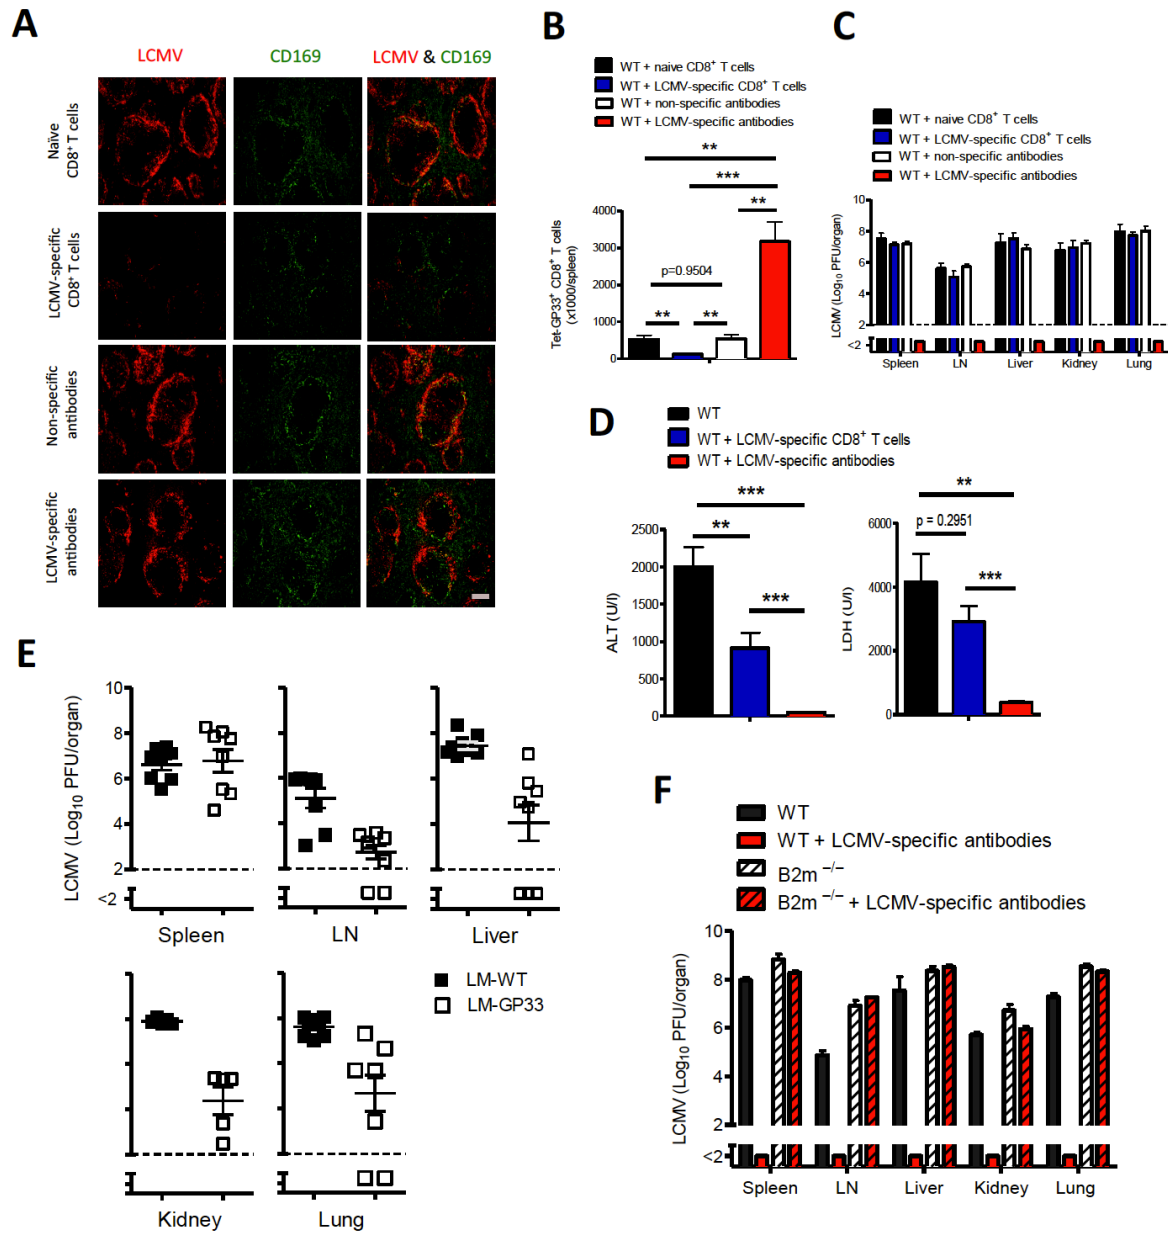 A
LCMV
CD169
LCMV & CD169
Naïve
CD8⁺ T cells
LCMV-specific
CD8⁺ T cells
Non-specific
antibodies
LCMV-specific
antibodies
B
WT + naive CD8⁺ T cells
WT + LCMV-specific CD8⁺ T cells
WT + non-specific antibodies
WT + LCMV-specific antibodies
**
***
**
p=0.9504
**
**
Tet-GP33⁺ CD8⁺ T cells
(x1000/spleen)
4000
3000
2000
1000
0
C
WT + naive CD8⁺ T cells
WT + LCMV-specific CD8⁺ T cells
WT + non-specific antibodies
WT + LCMV-specific antibodies
LCMV (Log₁₀ PFU/organ)
10
8
6
4
2
<2
Spleen
LN
Liver
Kidney
Lung
D
WT
WT + LCMV-specific CD8⁺ T cells
WT + LCMV-specific antibodies
***
**
***
ALT (U/l)
2500
2000
1500
1000
500
0
**
p = 0.2951
***
LDH (U/l)
6000
4000
2000
0
E
LCMV (Log₁₀ PFU/organ)
10
8
6
4
2
<2
Spleen
LN
Liver
LM-WT
LM-GP33
Kidney
Lung
F
WT
WT + LCMV-specific antibodies
B2m ⁻/⁻
B2m ⁻/⁻ + LCMV-specific antibodies
LCMV (Log₁₀ PFU/organ)
10
8
6
4
2
<2
Spleen
LN
Liver
Kidney
Lung